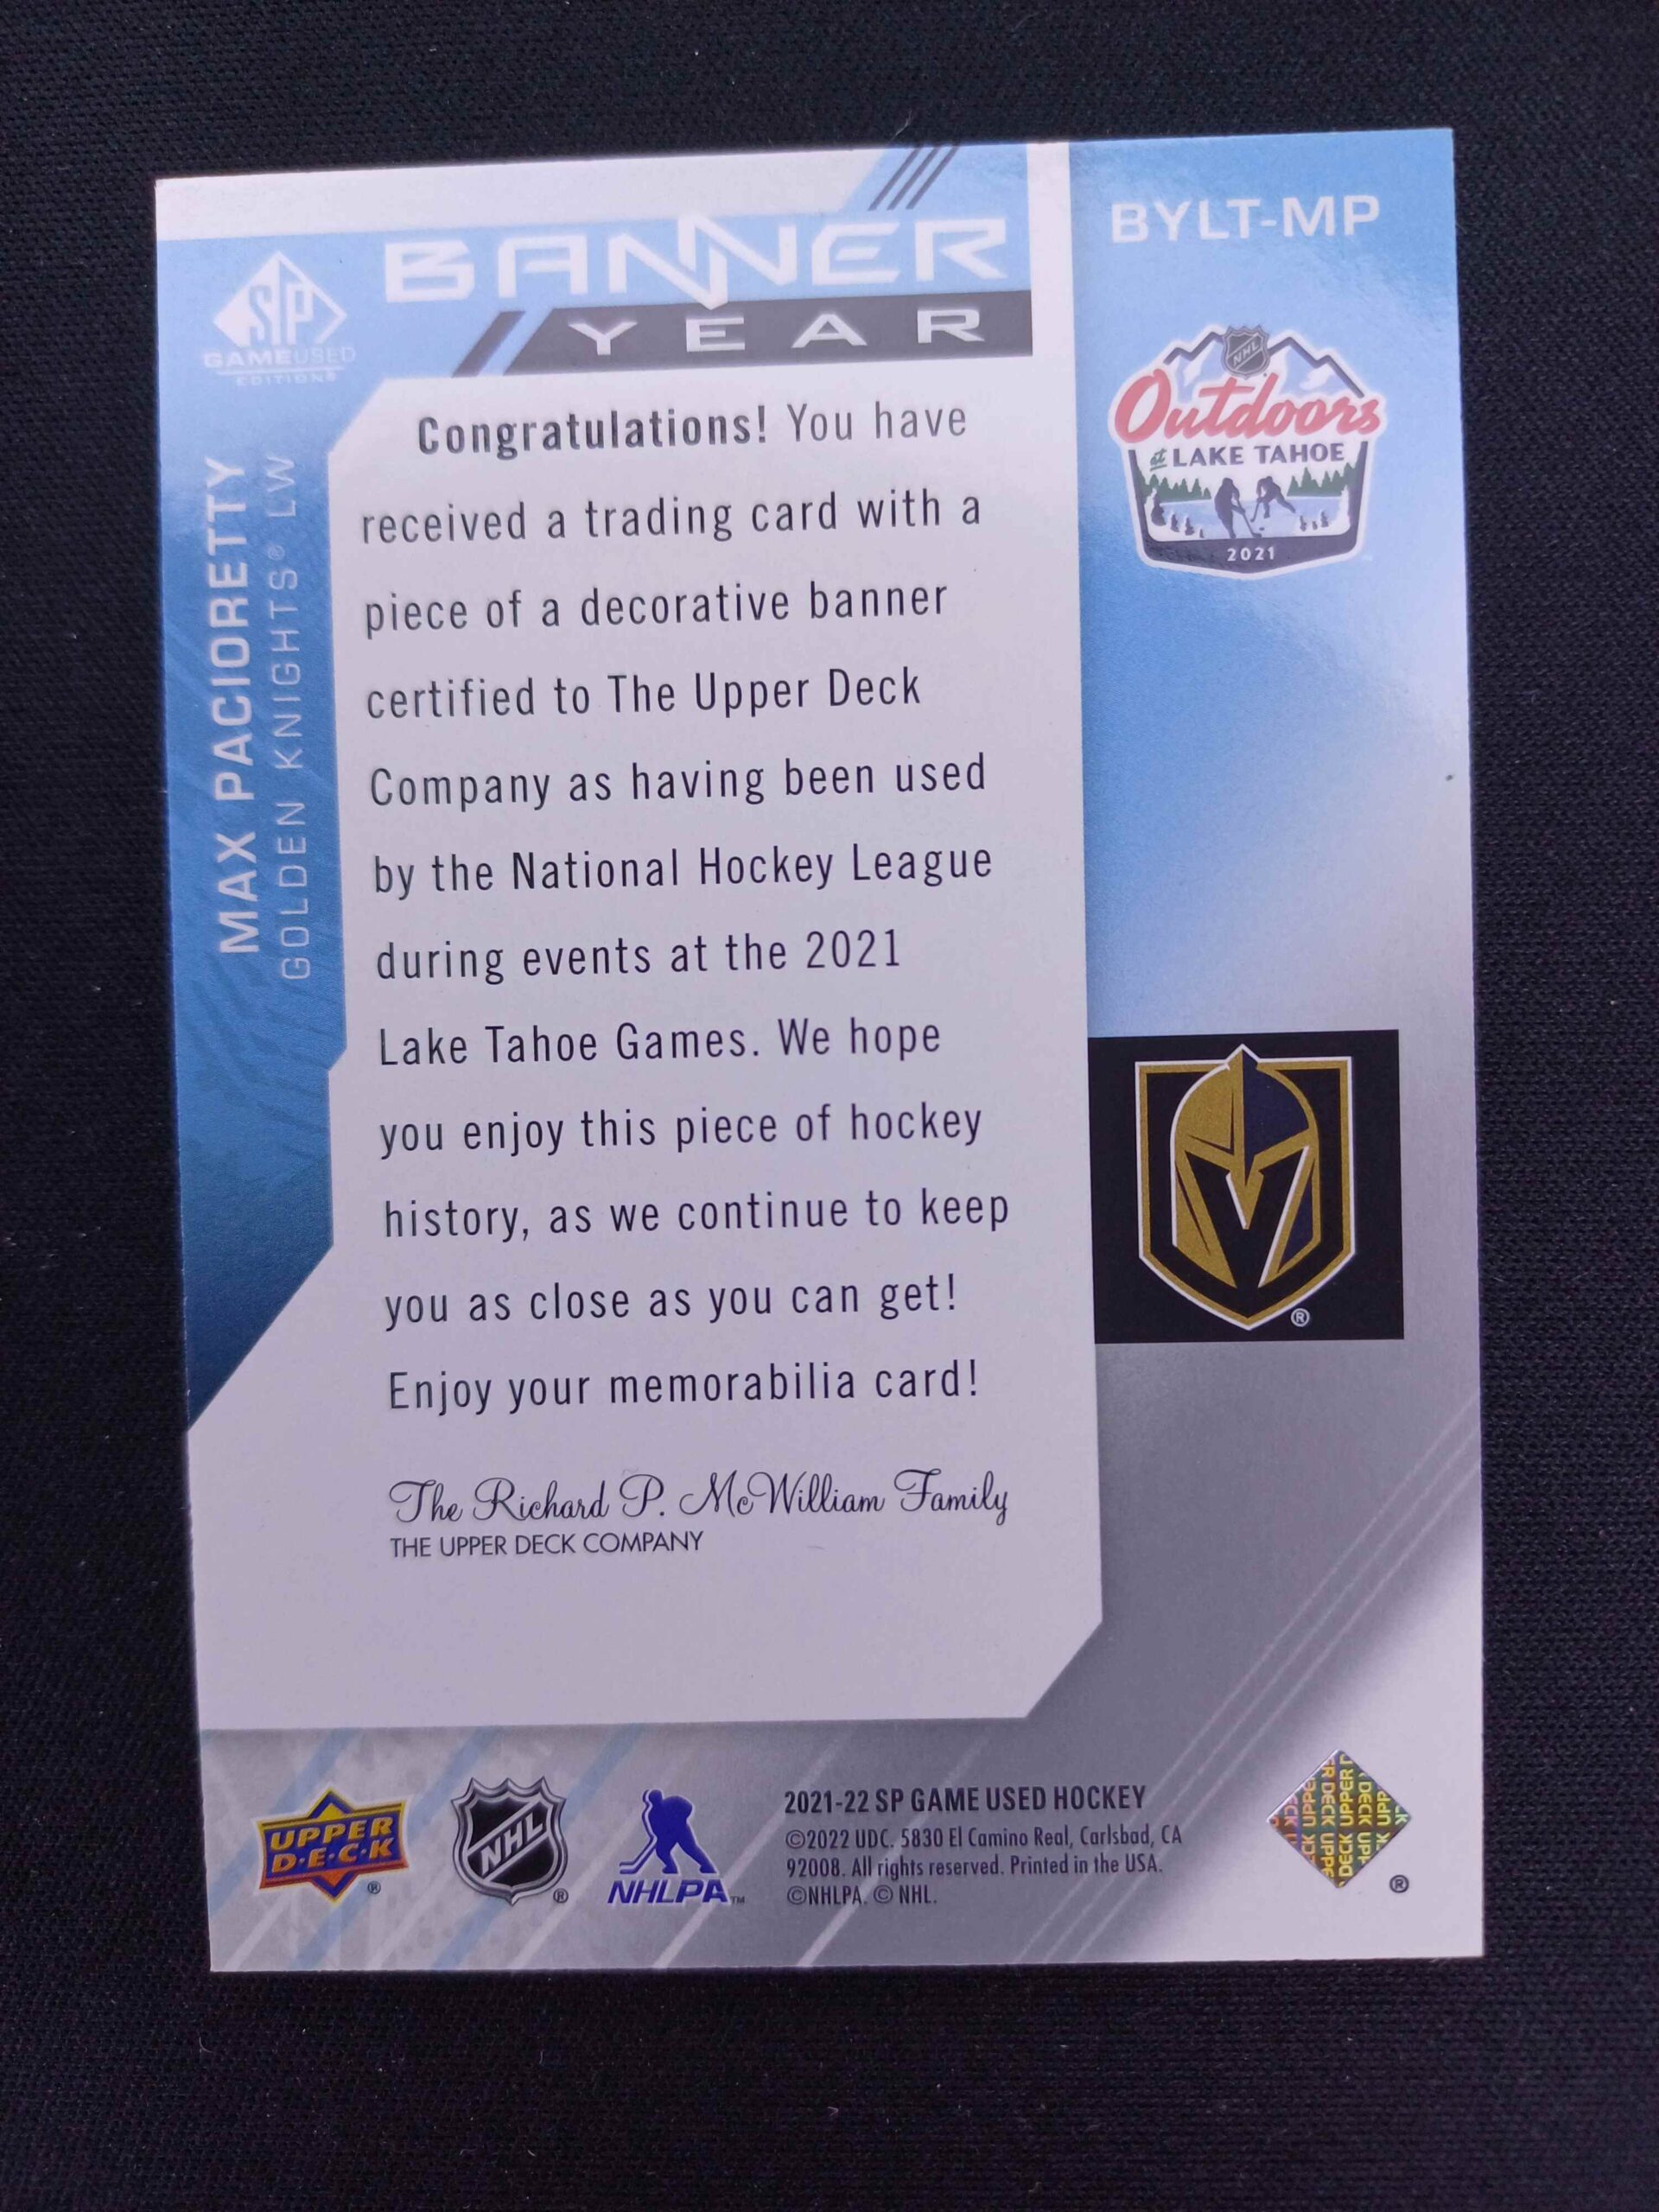 BANNER
YEAR
SP
GAMEUSED
EDITIONS
BYLT-MP
MAX PACIORETTY
GOLDEN KNIGHTS® LW
NHL
Outdoors
at LAKE TAHOE
2021
Congratulations! You have
received a trading card with a
piece of a decorative banner
certified to The Upper Deck
Company as having been used
by the National Hockey League
during events at the 2021
Lake Tahoe Games. We hope
you enjoy this piece of hockey
history, as we continue to keep
you as close as you can get!
Enjoy your memorabilia card!
®
The Richard P. McWilliam Family
THE UPPER DECK COMPANY
UPPER
D·E·C·K
®
NHL
®
NHLPA™
2021-22 SP GAME USED HOCKEY
©2022 UDC. 5830 El Camino Real, Carlsbad, CA
92008. All rights reserved. Printed in the USA.
©NHLPA. © NHL.
DECK UPPER D
®